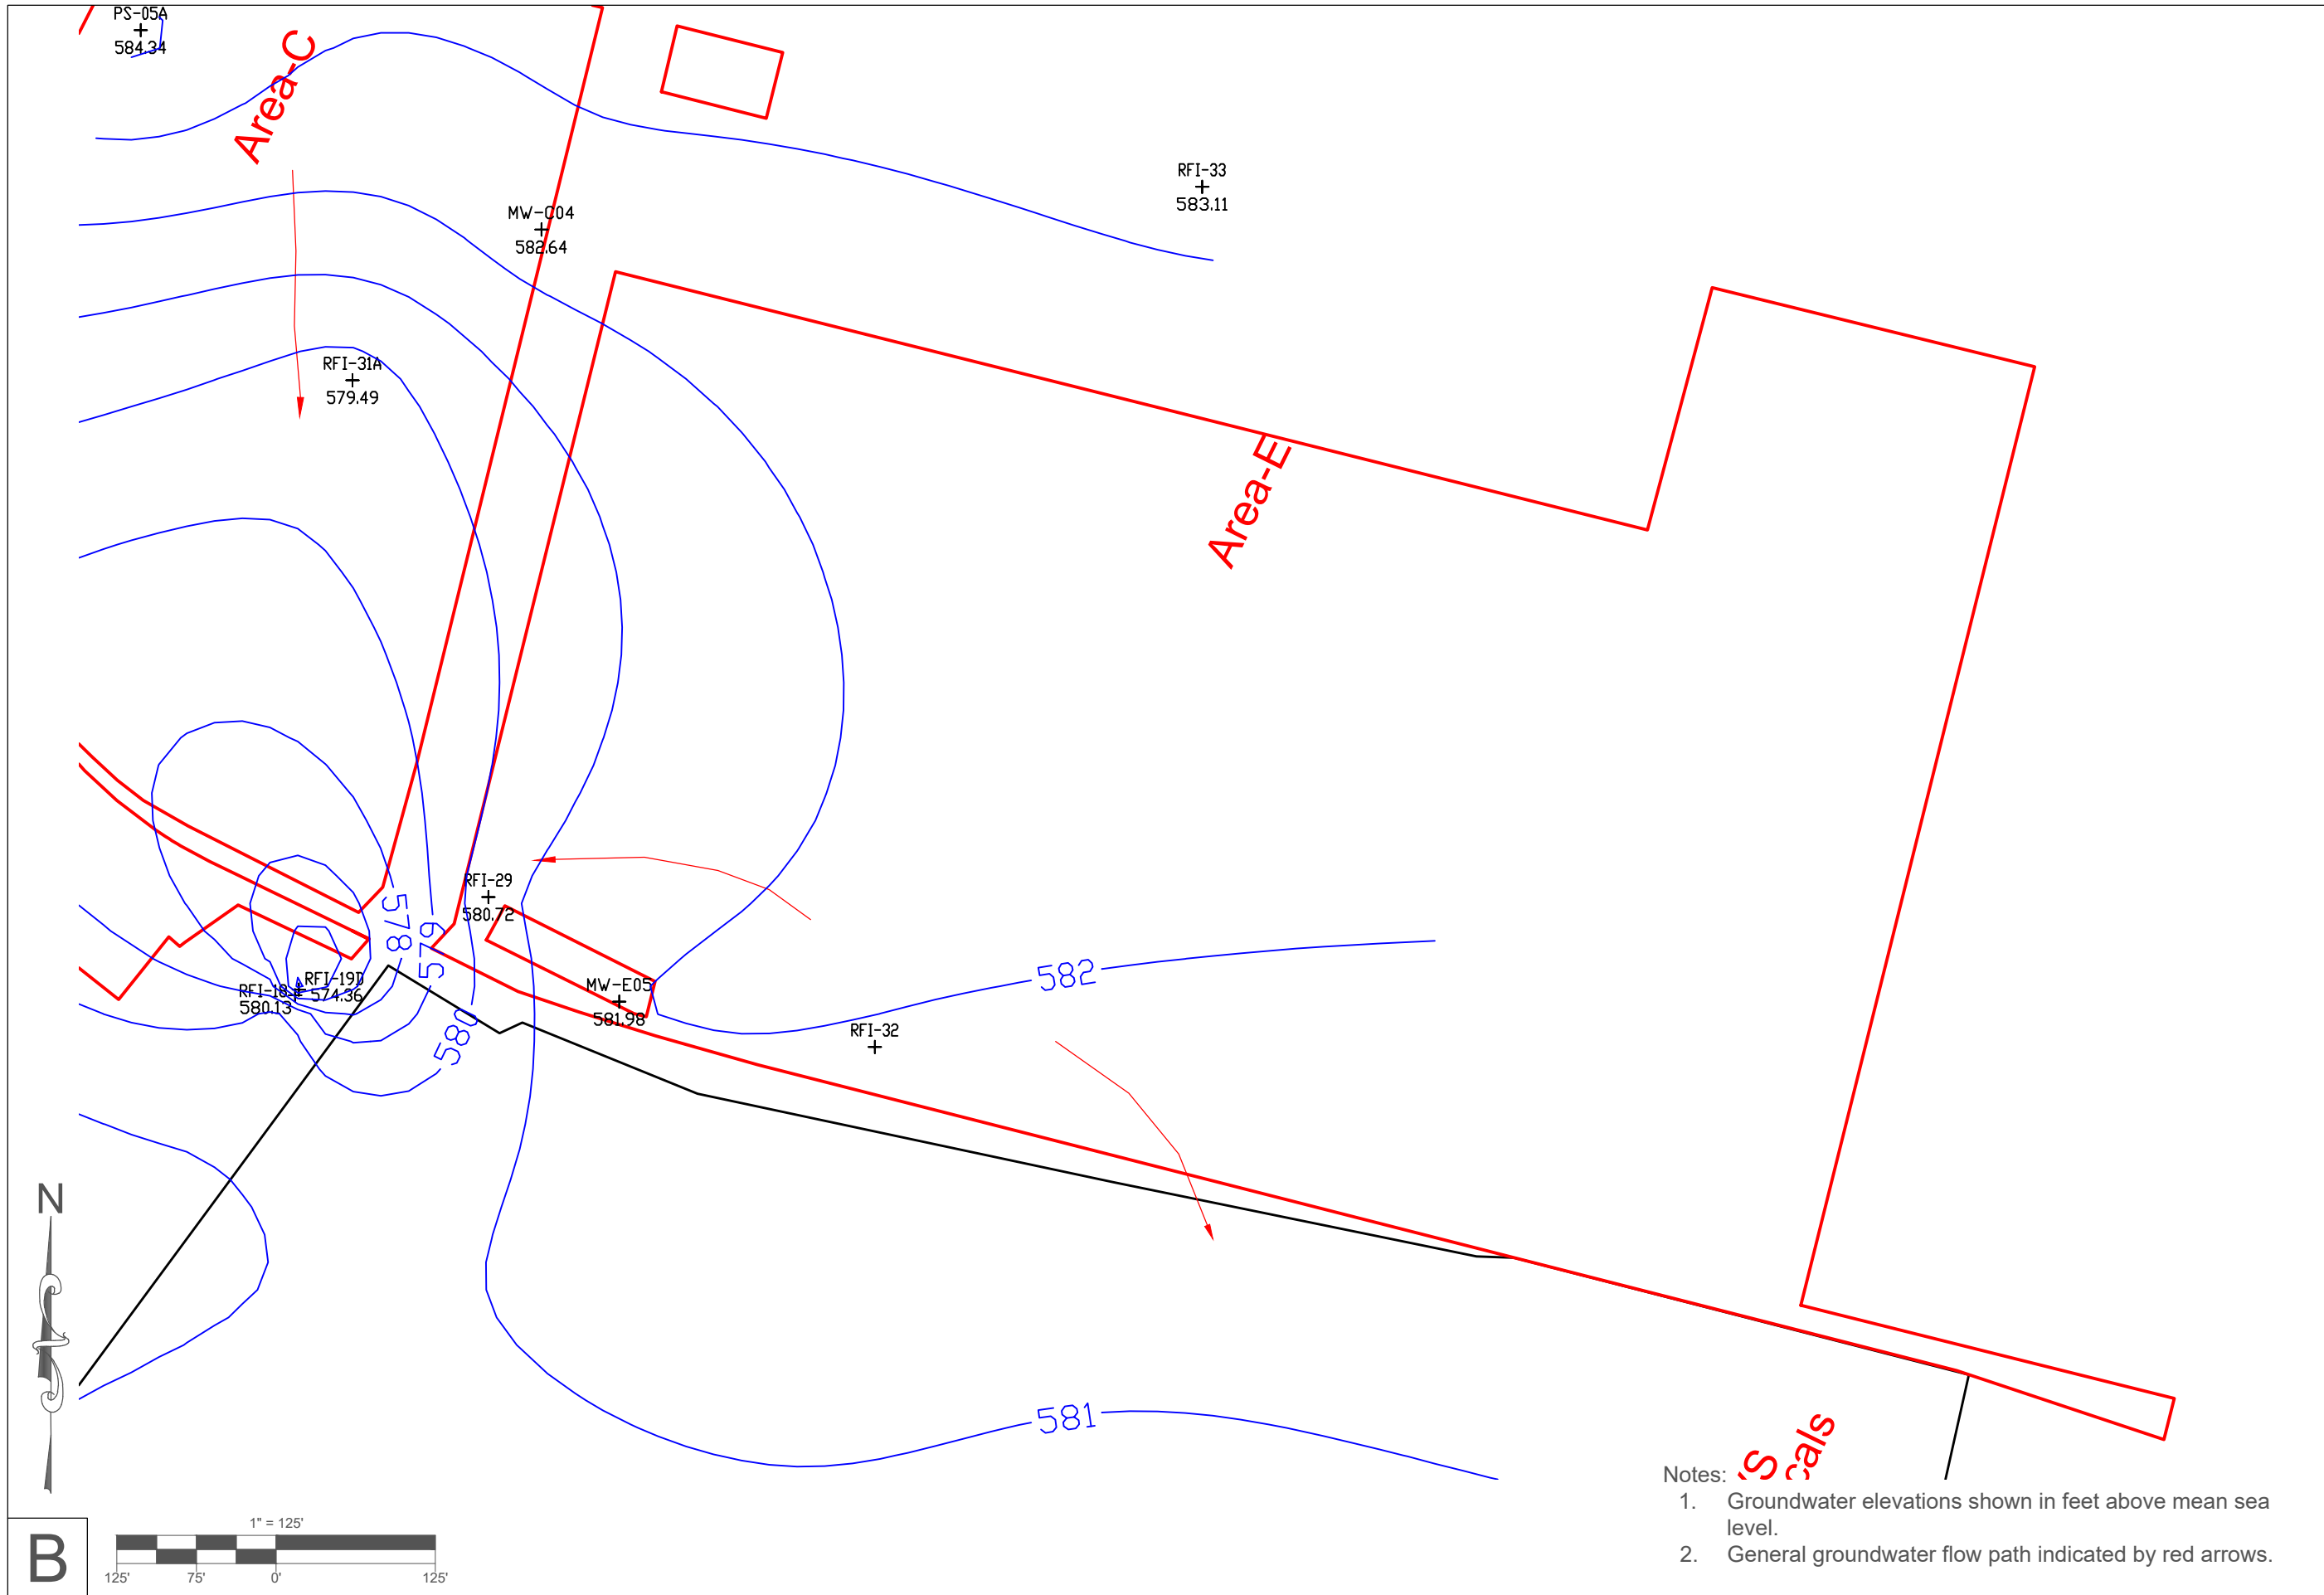 PS-05A
584.34
Area-C
RFI-33
583.11
MW-C04
582.64
RFI-31A
579.49
Area-E
RFI-29
580.72
578
579
RFI-19D
574.36
RFI-18
580.13
MW-E05
581.98
582
RFI-32
580
581
N
cals
Notes:
1. Groundwater elevations shown in feet above mean sea
level.
2. General groundwater flow path indicated by red arrows.
B
1" = 125'
125' 75' 0' 125'